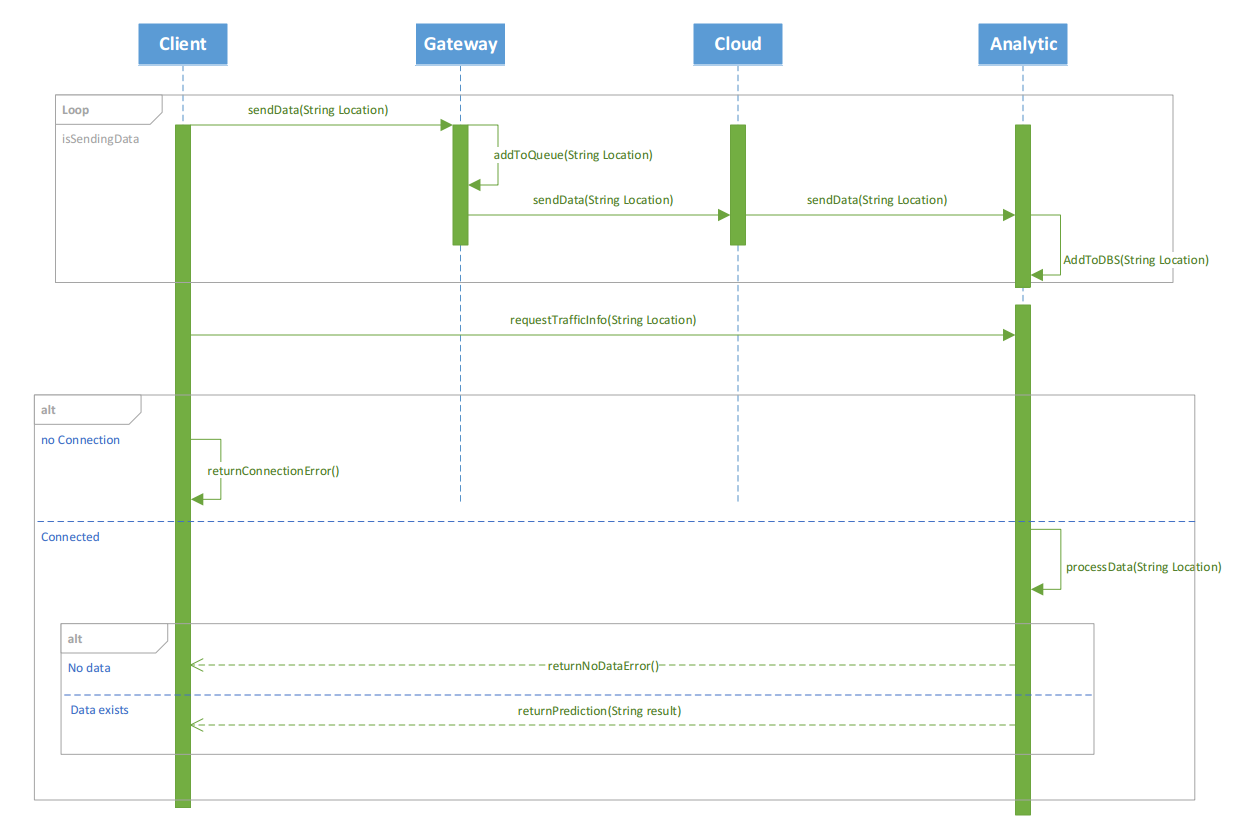 Client
Gateway
Cloud
Analytic
Loop
sendData(String Location)
isSendingData
addToQueue(String Location)
sendData(String Location)
sendData(String Location)
AddToDBS(String Location)
requestTrafficInfo(String Location)
alt
no Connection
returnConnectionError()
Connected
processData(String Location)
alt
No data
returnNoDataError()
Data exists
returnPrediction(String result)